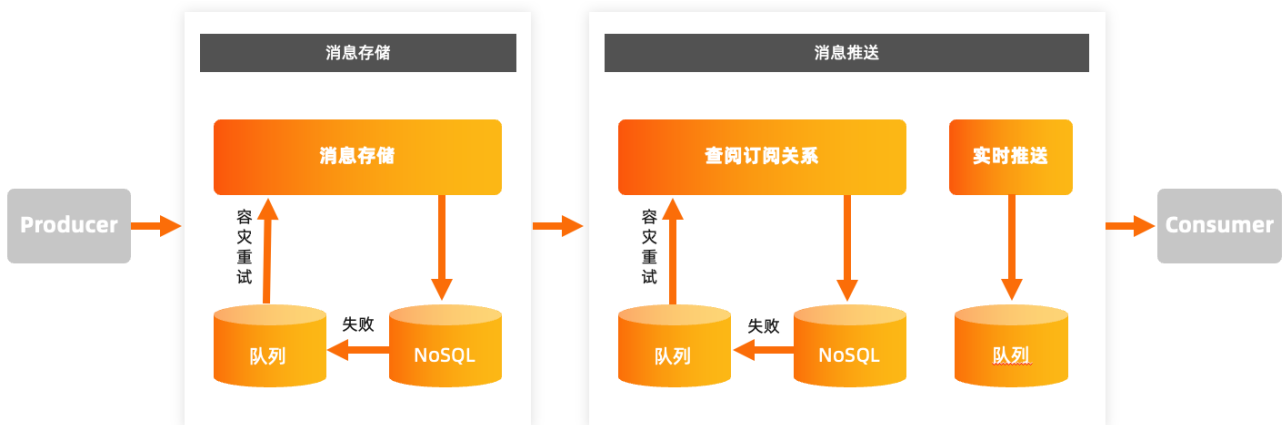 消息存储
消息推送
消息存储
查阅订阅关系
实时推送
Producer
容灾重试
容灾重试
Consumer
失败
失败
队列
NoSQL
队列
NoSQL
队列